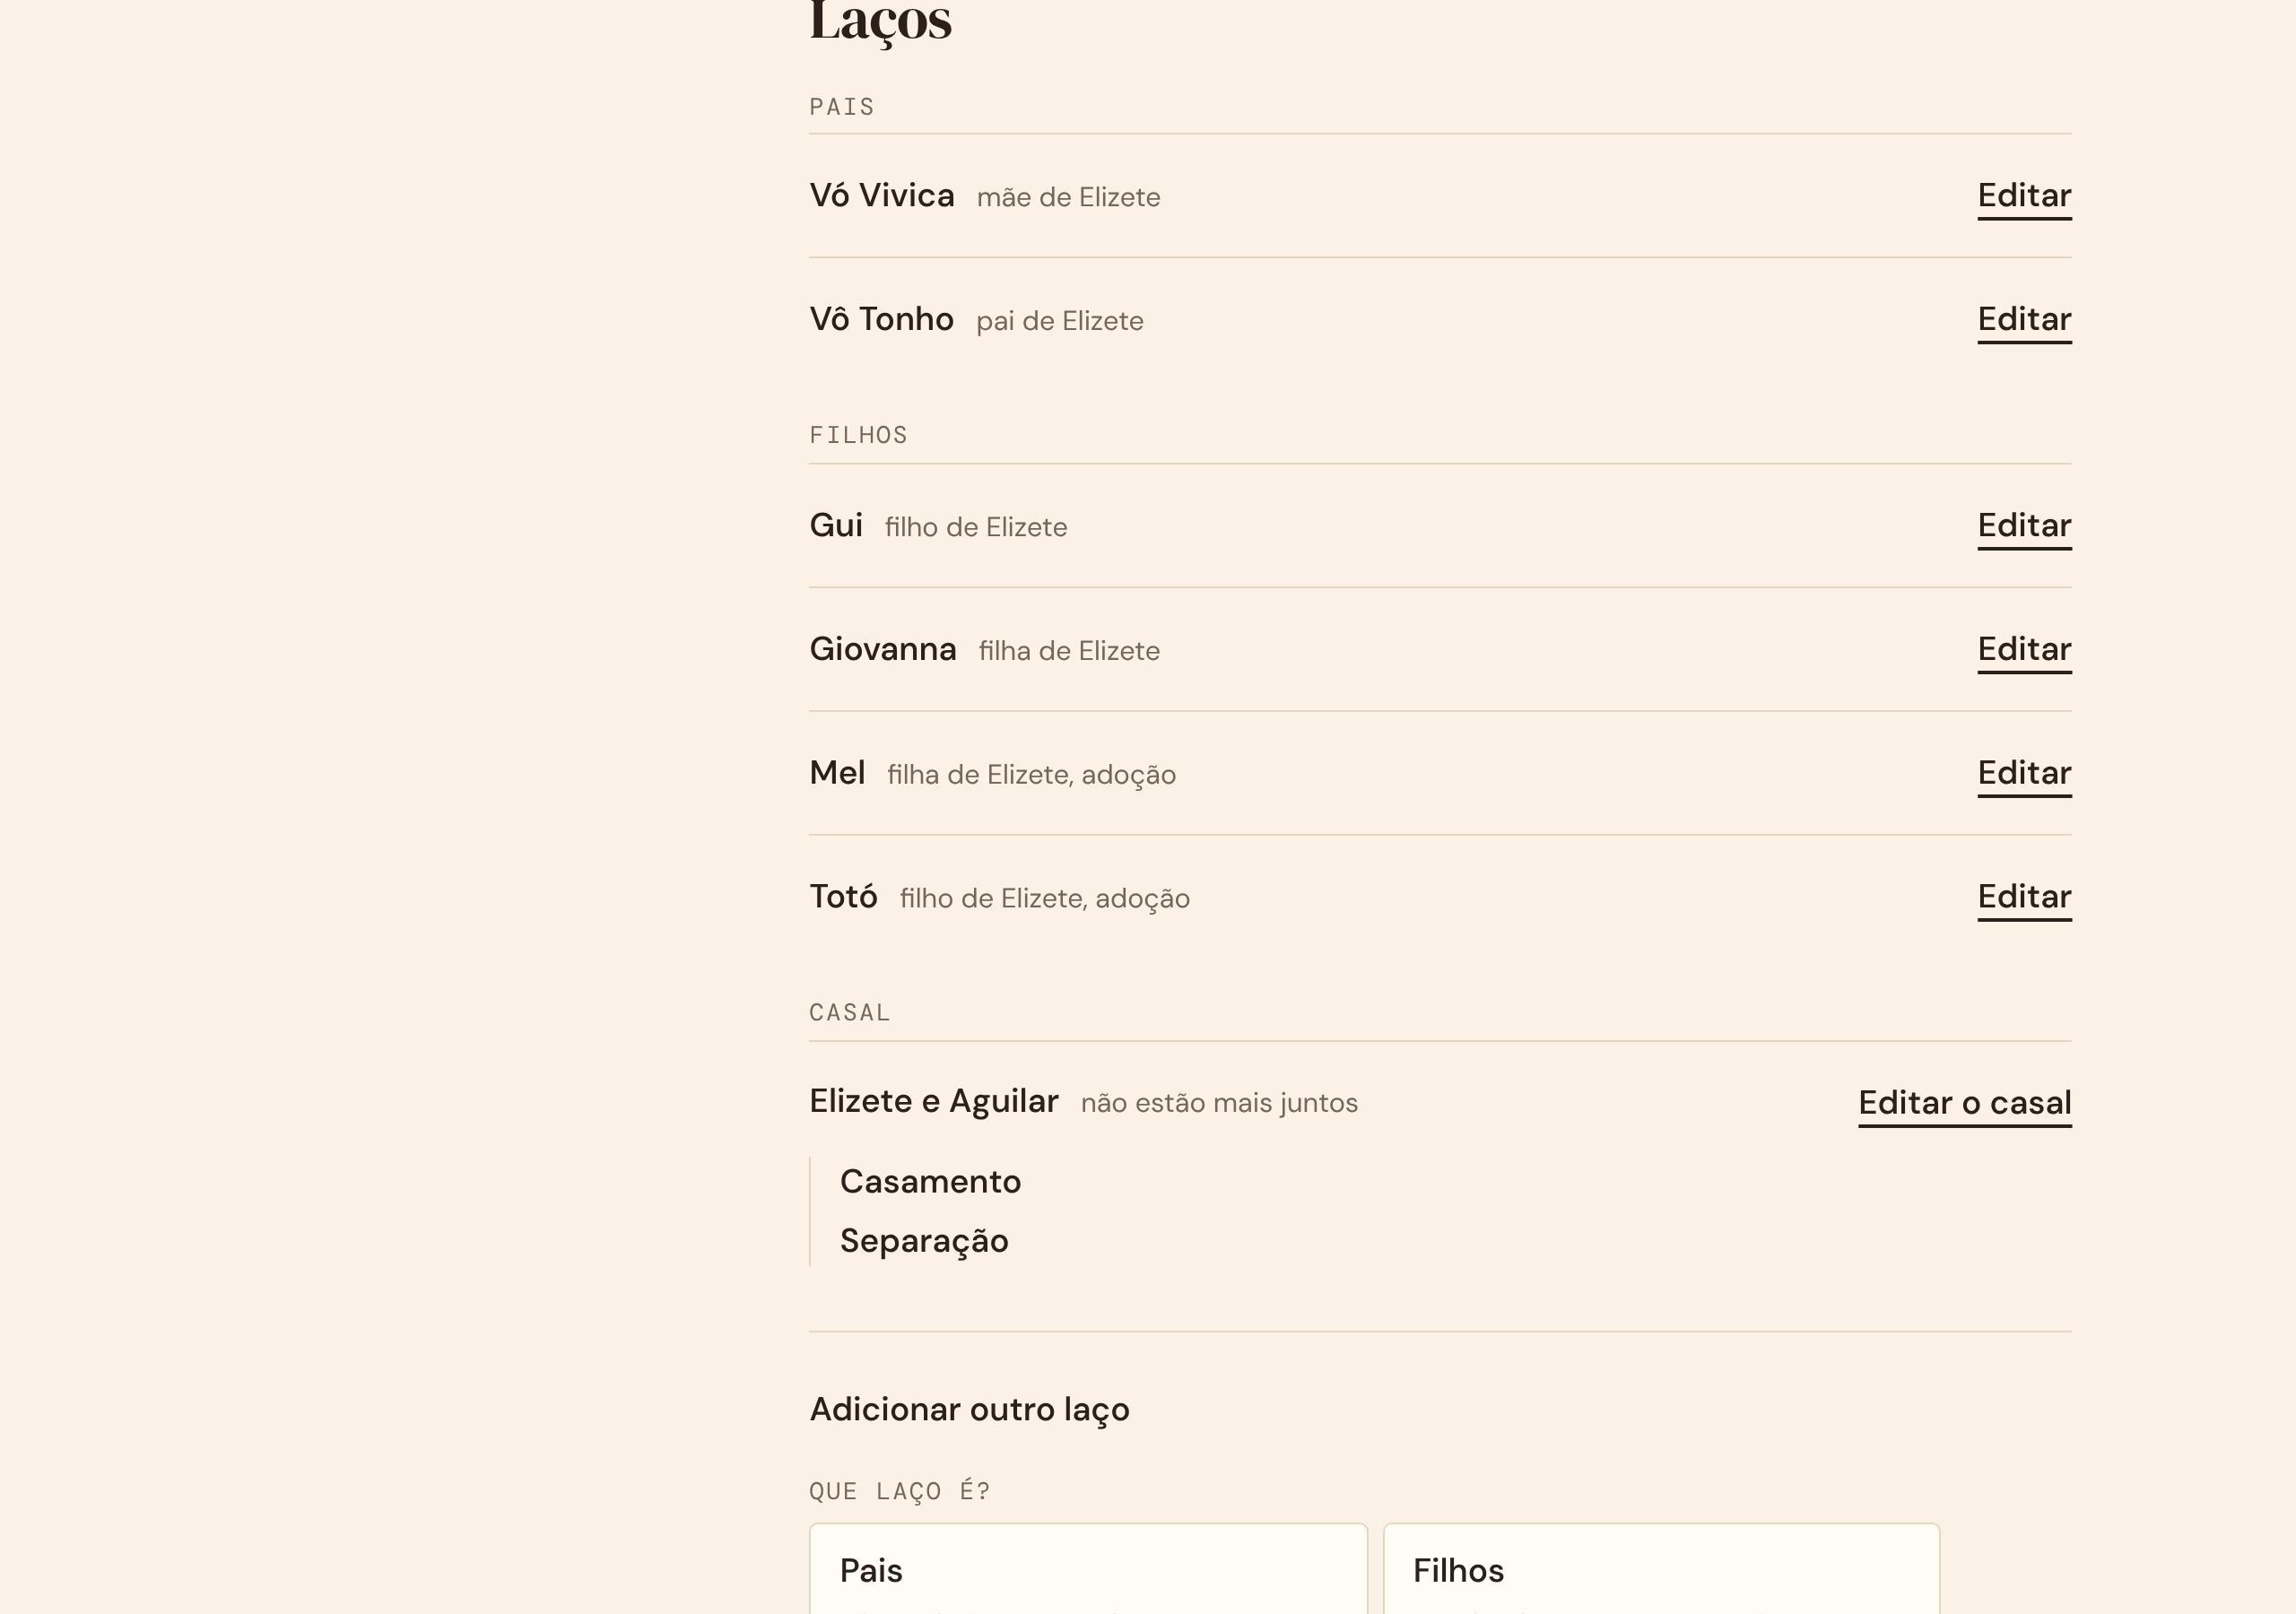 Laços
PAIS
Vó Vivica mãe de Elizete Editar
Vô Tonho pai de Elizete Editar
FILHOS
Gui filho de Elizete Editar
Giovanna filha de Elizete Editar
Mel filha de Elizete, adoção Editar
Totó filho de Elizete, adoção Editar
CASAL
Elizete e Aguilar não estão mais juntos Editar o casal
Casamento
Separação
Adicionar outro laço
QUE LAÇO É?
Pais Filhos